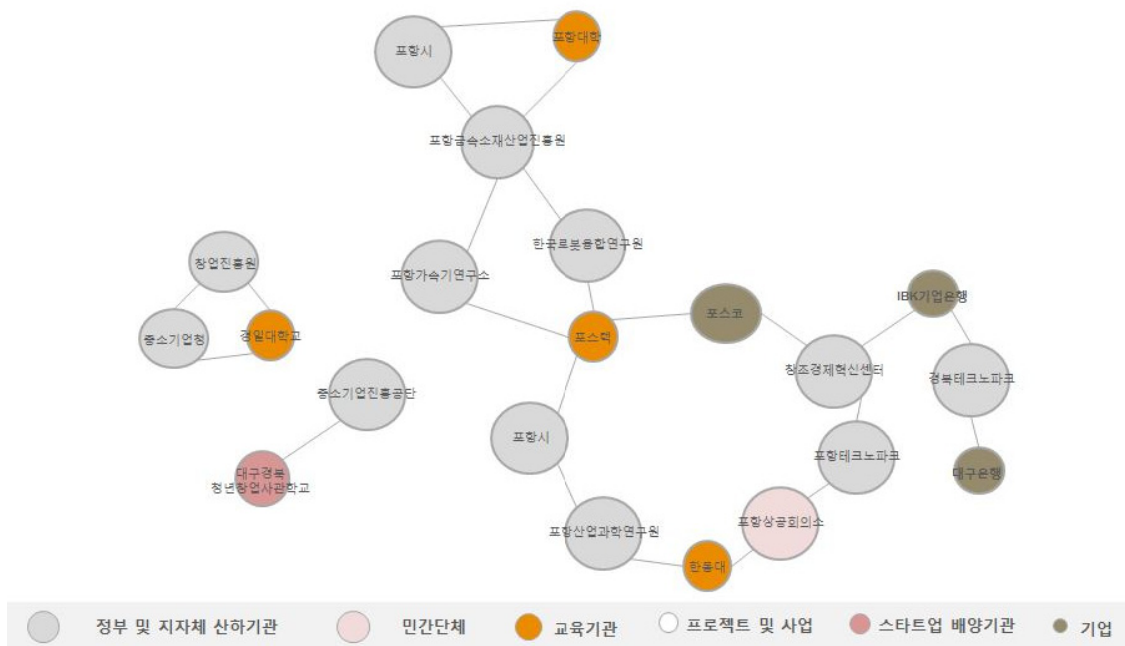 포항시
포항대학
포항금속소재산업진흥원
한국로봇융합연구원
창업진흥원
포항가속기연구소
IBK기업은행
포스코
중소기업청
경일대학교
포스텍
창조경제혁신센터
경북테크노파크
중소기업진흥공단
포항시
포항테크노파크
대구경북
청년창업사관학교
대구은행
포항상공회의소
포항산업과학연구원
한동대
정부 및 지자체 산하기관
민간단체
교육기관
프로젝트 및 사업
스타트업 배양기관
기업